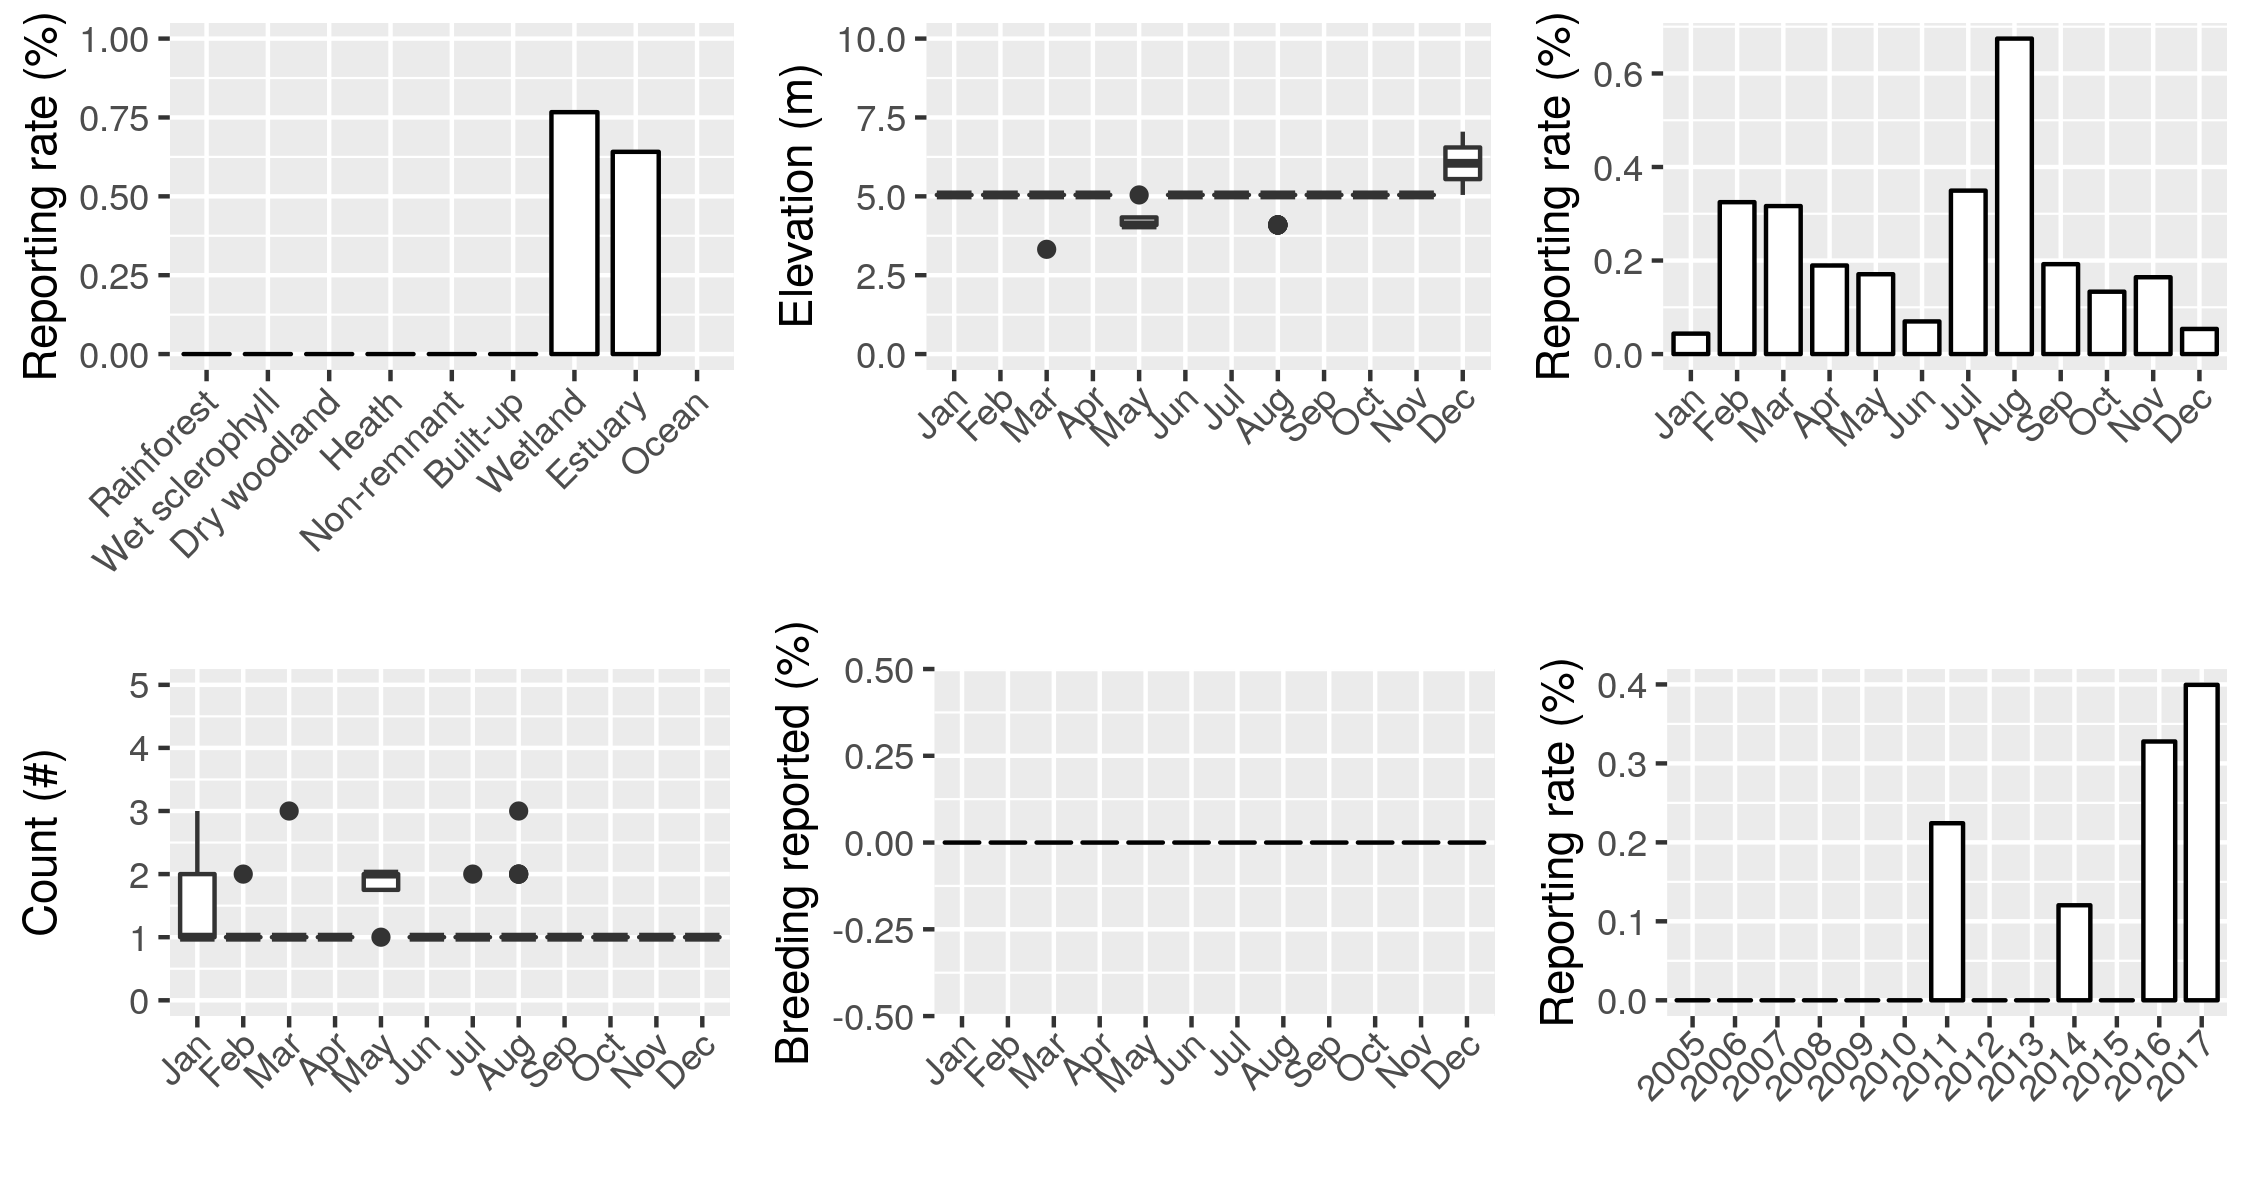 Reporting rate (%)
1.00
0.75
0.50
0.25
0.00
Rainforest
Wet sclerophyll
Dry woodland
Heath
Non-remnant
Built-up
Wetland
Estuary
Ocean
Elevation (m)
10.0
7.5
5.0
2.5
0.0
Jan
Feb
Mar
Apr
May
Jun
Jul
Aug
Sep
Oct
Nov
Dec
Reporting rate (%)
0.6
0.4
0.2
0.0
Jan
Feb
Mar
Apr
May
Jun
Jul
Aug
Sep
Oct
Nov
Dec
Count (#)
5
4
3
2
1
0
Jan
Feb
Mar
Apr
May
Jun
Jul
Aug
Sep
Oct
Nov
Dec
Breeding reported (%)
0.50
0.25
0.00
-0.25
-0.50
Jan
Feb
Mar
Apr
May
Jun
Jul
Aug
Sep
Oct
Nov
Dec
Reporting rate (%)
0.4
0.3
0.2
0.1
0.0
2005
2006
2007
2008
2009
2010
2011
2012
2013
2014
2015
2016
2017